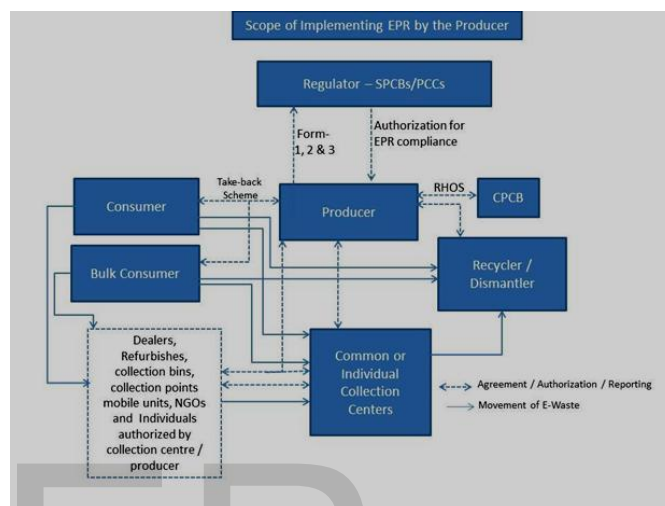 Scope of Implementing EPR by the Producer
Regulator – SPCBs/PCCs
Form-
1, 2 & 3
Authorization for
EPR compliance
Take-back
Scheme
RHOS
CPCB
Consumer
Producer
Bulk Consumer
Recycler /
Dismantler
Dealers,
Refurbishes,
collection bins,
collection points
mobile units, NGOs
and Individuals
authorized by
collection centre /
producer
Common or
Individual
Collection
Centers
Agreement / Authorization / Reporting
Movement of E-Waste